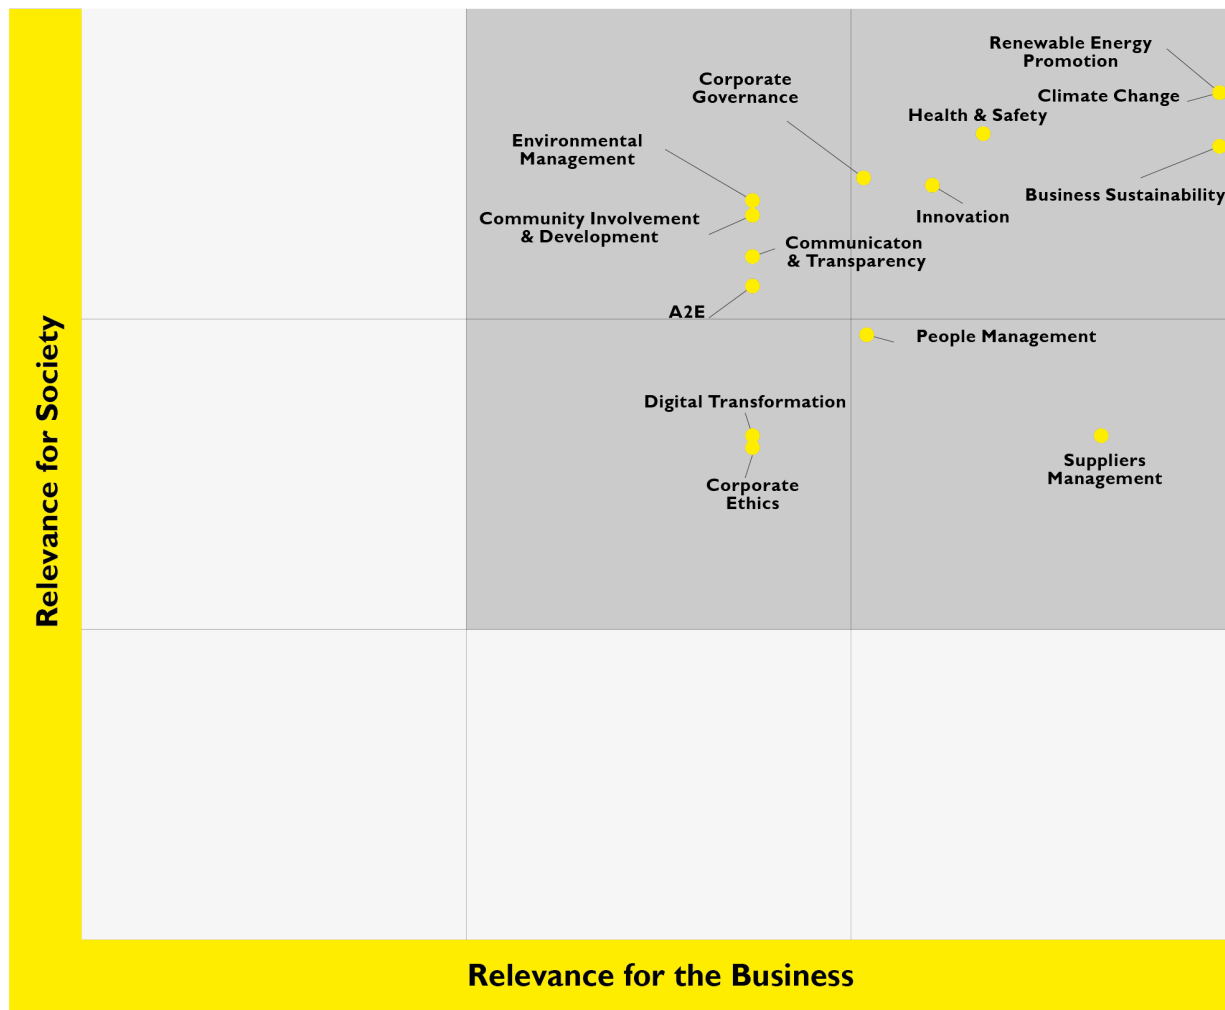 Renewable Energy
Promotion
Corporate
Governance
Climate Change
Health & Safety
Environmental
Management
Business Sustainability
Innovation
Community Involvement
& Development
Communicaton
& Transparency
A2E
People Management
Digital Transformation
Suppliers
Management
Corporate
Ethics
Relevance for Society
Relevance for the Business